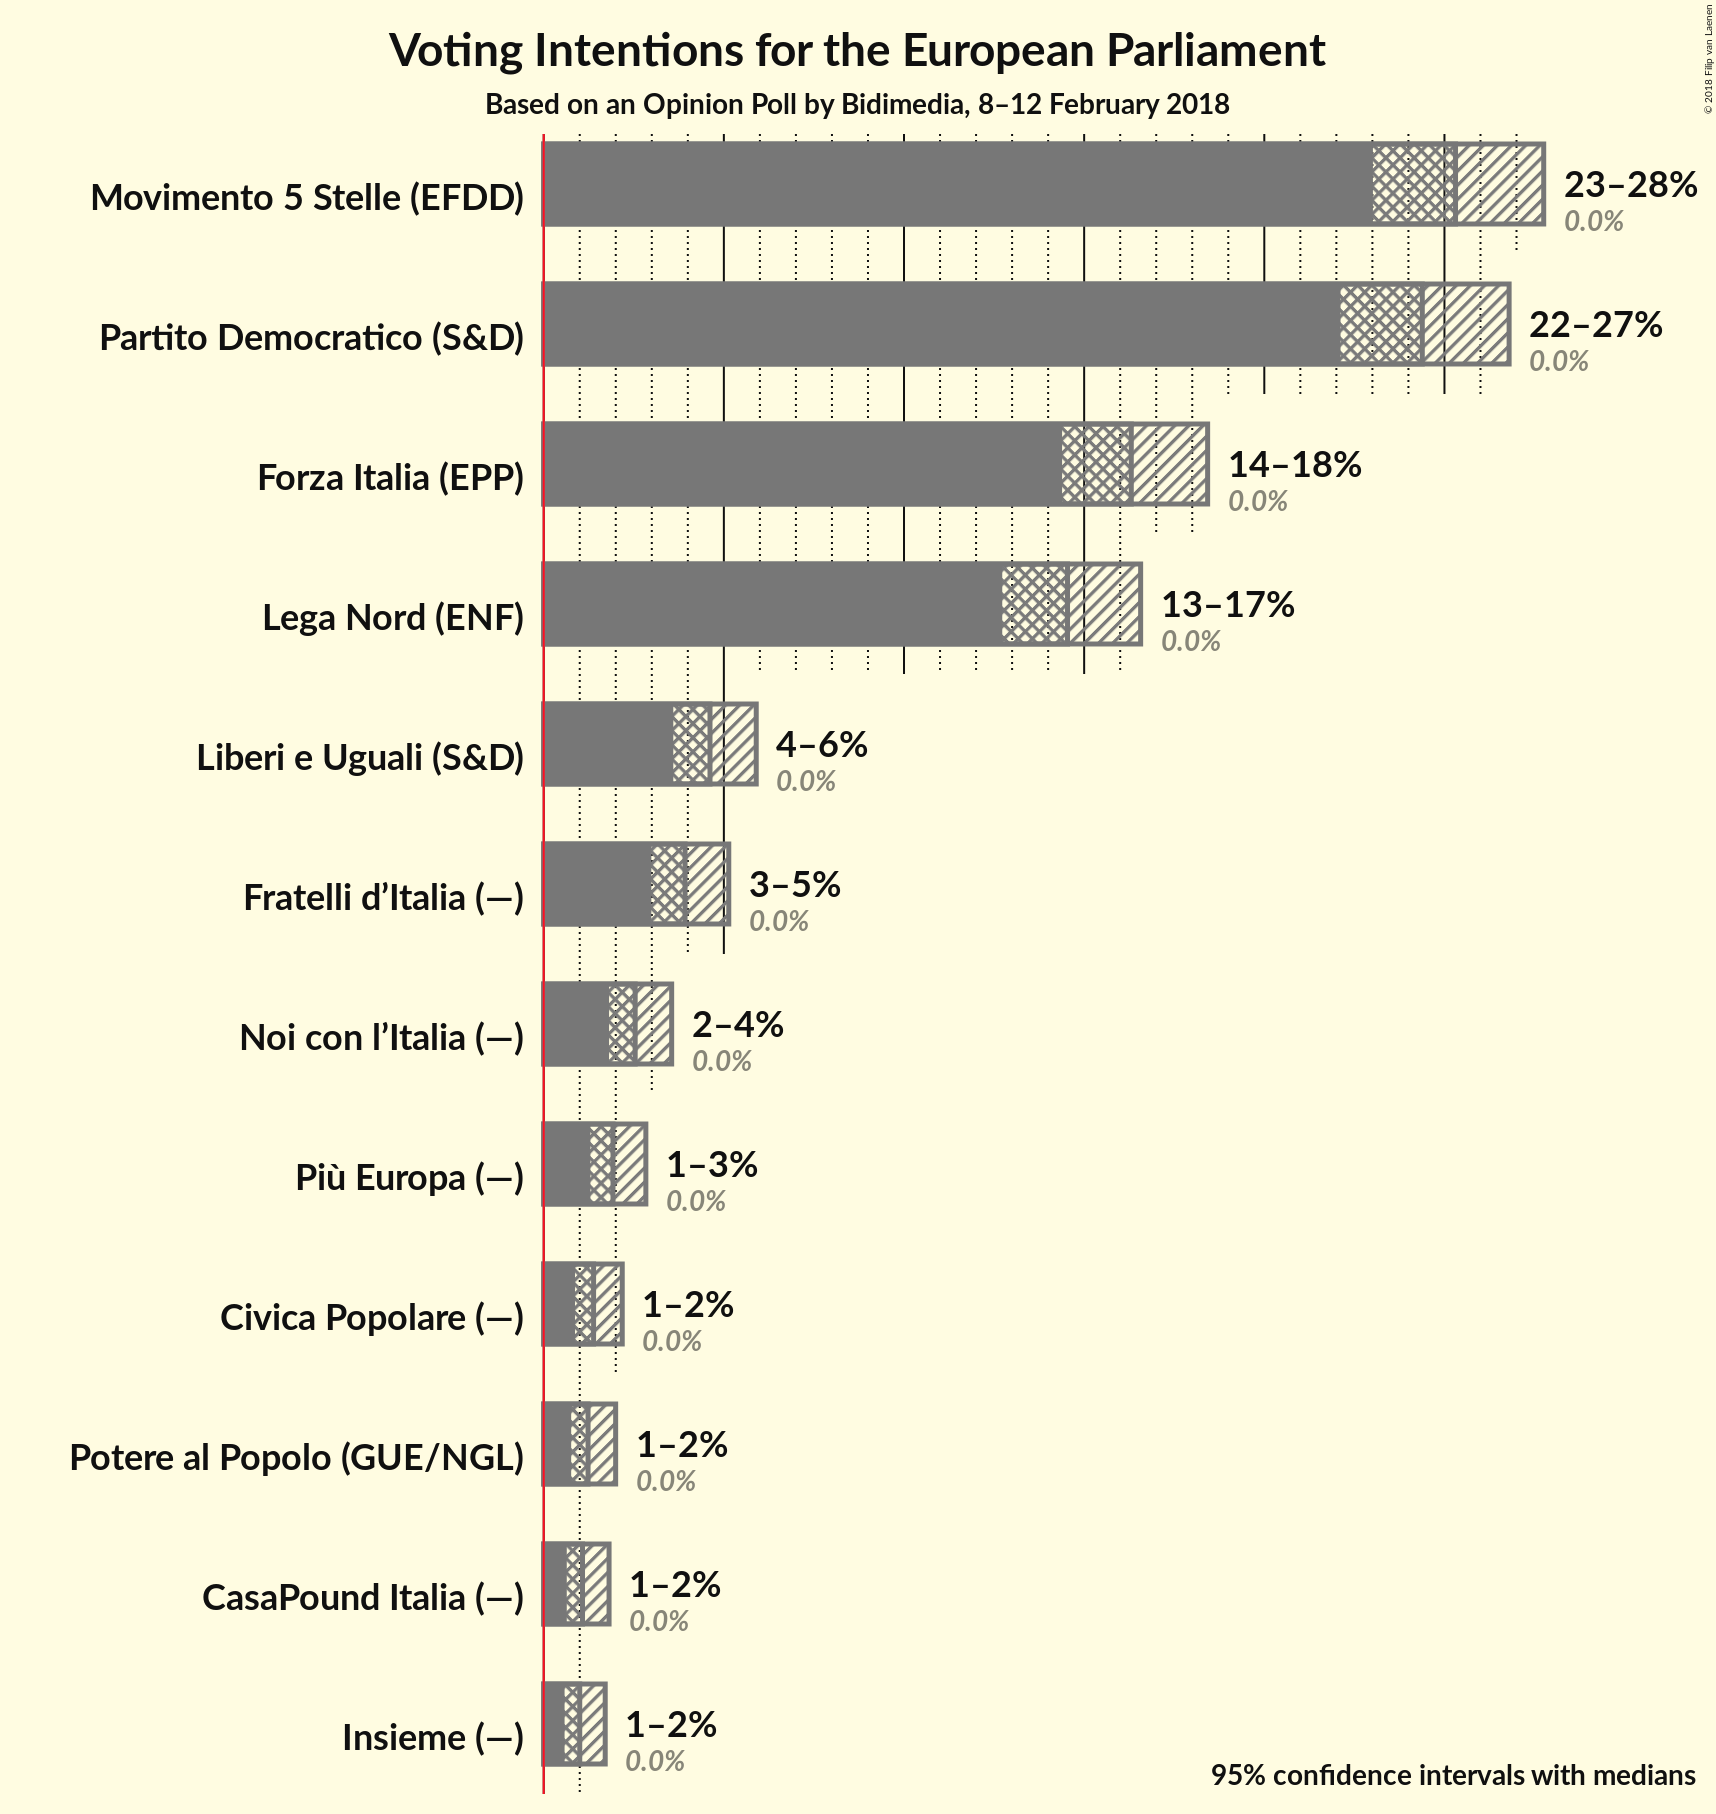 Voting Intentions for the European Parliament
Based on an Opinion Poll by Bidimedia, 8–12 February 2018
© 2018 Filip van Laenen
Movimento 5 Stelle (EFDD)
23–28%
0.0%
Partito Democratico (S&D)
22–27%
0.0%
Forza Italia (EPP)
14–18%
0.0%
Lega Nord (ENF)
13–17%
0.0%
Liberi e Uguali (S&D)
4–6%
0.0%
Fratelli d’Italia (—)
3–5%
0.0%
Noi con l’Italia (—)
2–4%
0.0%
Più Europa (—)
1–3%
0.0%
Civica Popolare (—)
1–2%
0.0%
Potere al Popolo (GUE/NGL)
1–2%
0.0%
CasaPound Italia (—)
1–2%
0.0%
Insieme (—)
1–2%
0.0%
95% confidence intervals with medians